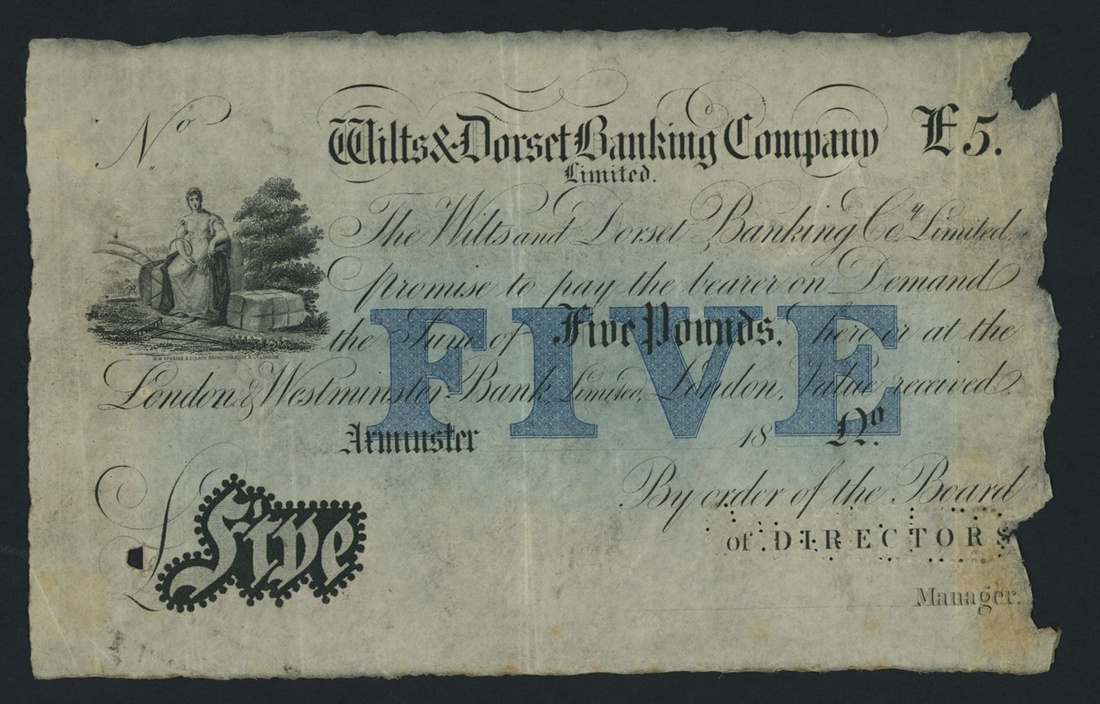 No
Wilts & Dorset Banking Company £5.
Limited.
The Wilts and Dorset Banking Coy. Limited.
promise to pay the bearer on Demand
the Sum of Five Pounds, here or at the
London & Westminster Bank, Limited, London, Value received.
FIVE
Axminster 18 No.
By order of the Board
of DIRECTORS
£ Five
Manager.